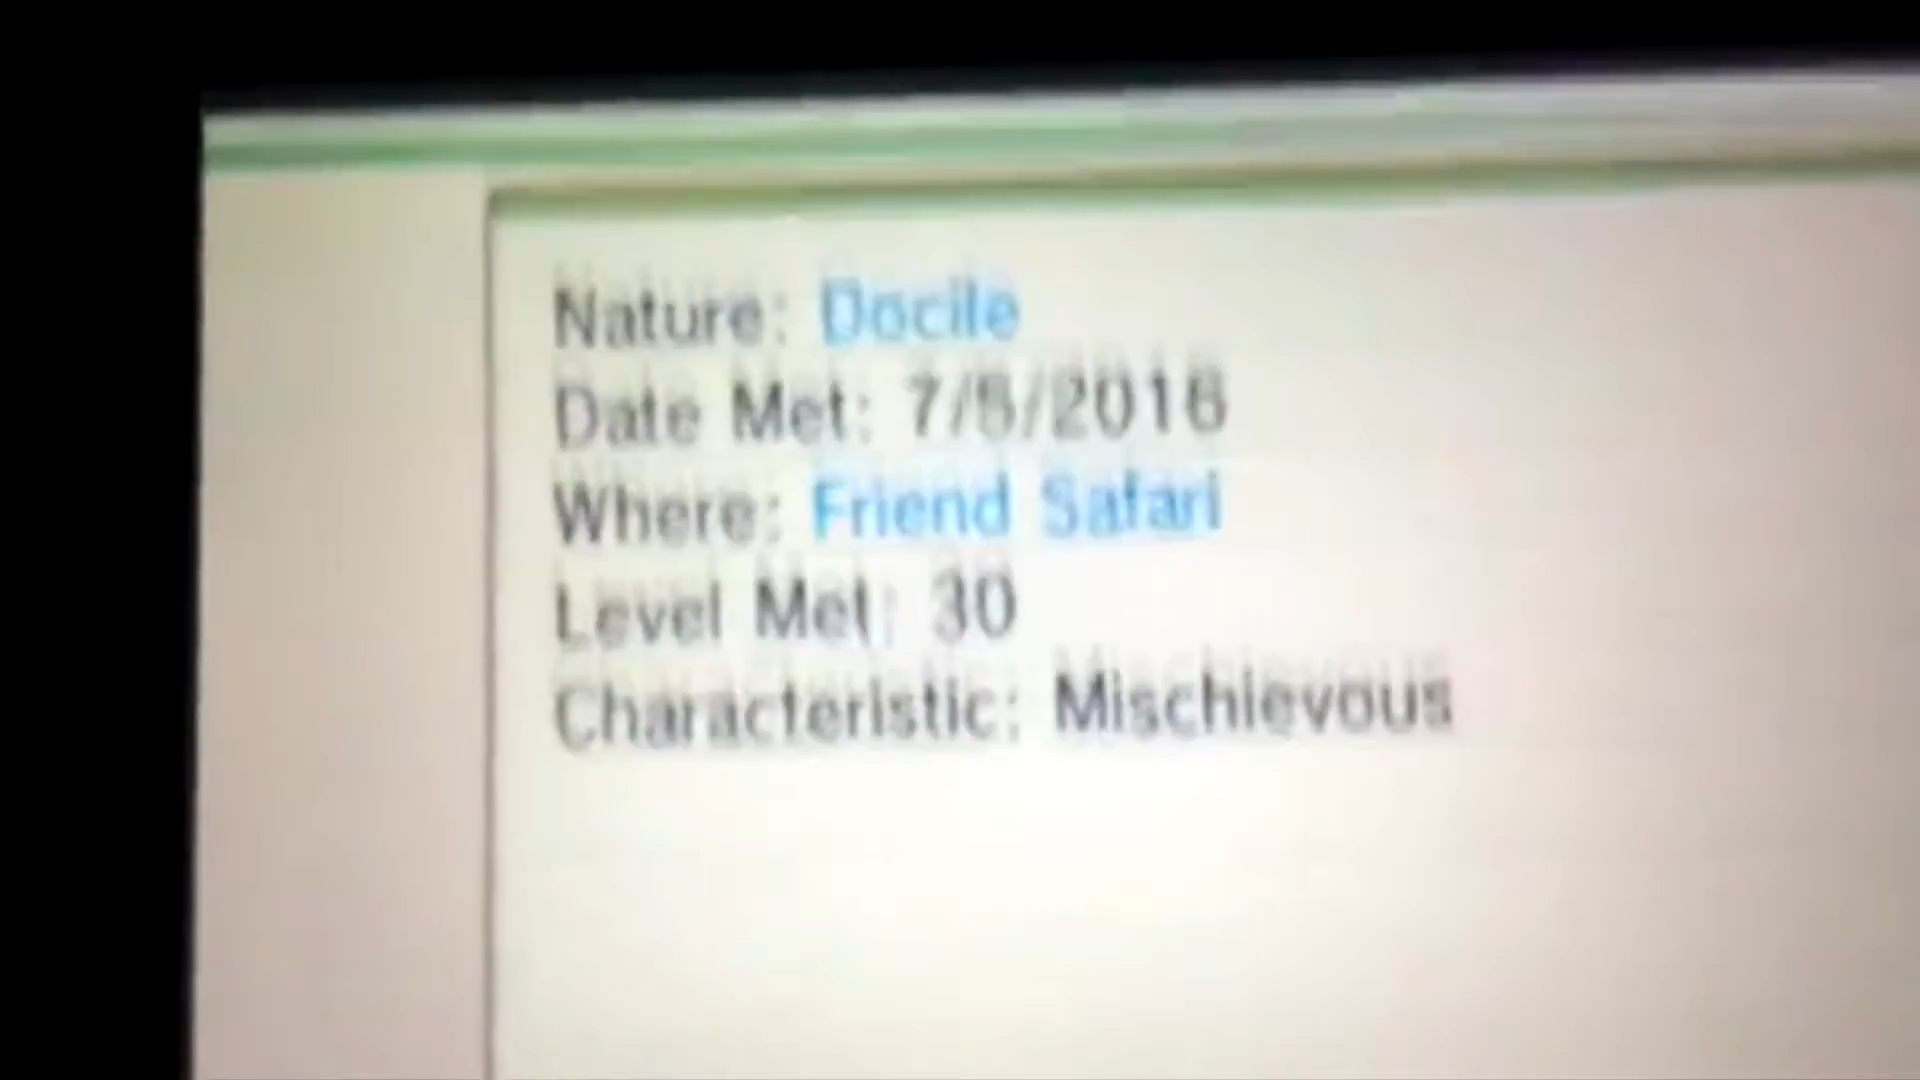 Nature: Docile
Date Met: 7/5/2016
Where: Friend Safari
Level Met: 30
Characteristic: Mischievous